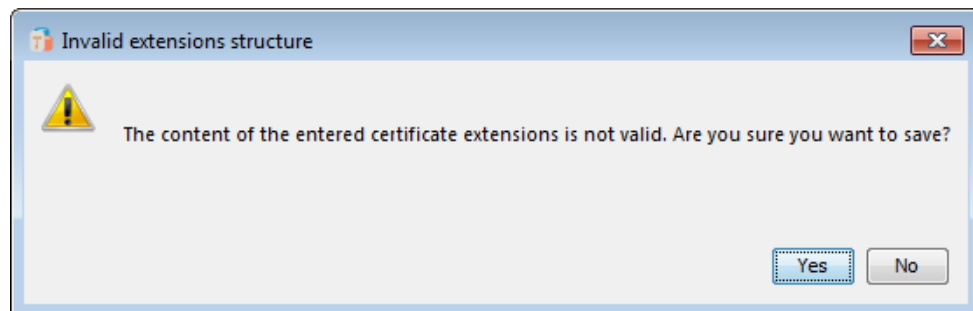 Invalid extensions structure
The content of the entered certificate extensions is not valid. Are you sure you want to save?
Yes No